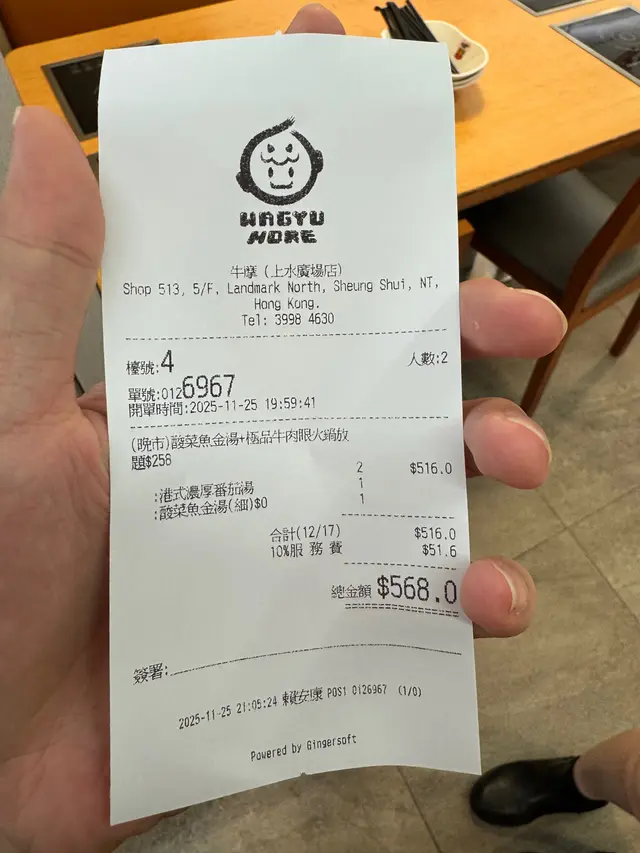 WAGYU
MORE
牛摩 (上水廣場店)
Shop 513, 5/F, Landmark North, Sheung Shui, NT,
Hong Kong.
Tel: 3998 4630
檯號:4
人數:2
單號:0126967
開單時間:2025-11-25 19:59:41
(晚市)酸菜魚金湯+極品牛肉眼火鍋放
題$258
2 $516.0
:港式濃厚番茄湯 1
:酸菜魚金湯(細)$0 1
合計(12/17) $516.0
10%服 務 費 $51.6
總金額 $568.0
簽署:
2025-11-25 21:05:24 賴安康 POS1 0126967 (1/0)
Powered by Gingersoft